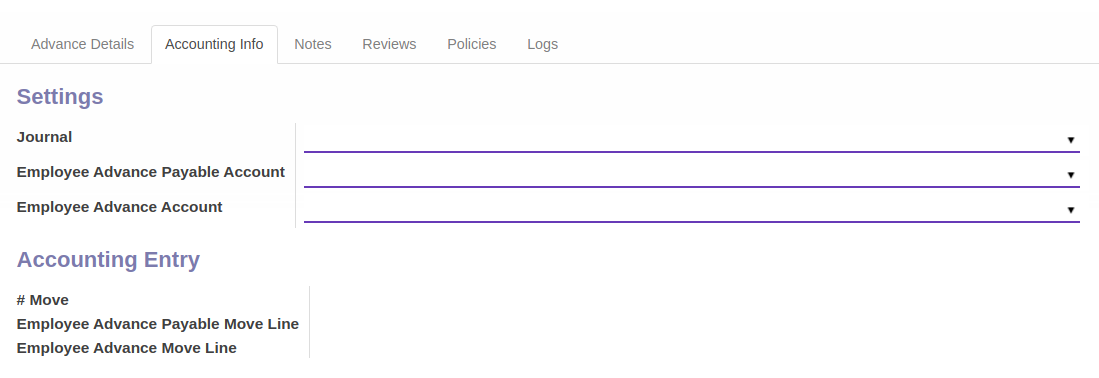 Advance Details Accounting Info Notes Reviews Policies Logs
Settings
Journal
Employee Advance Payable Account
Employee Advance Account
Accounting Entry
# Move
Employee Advance Payable Move Line
Employee Advance Move Line